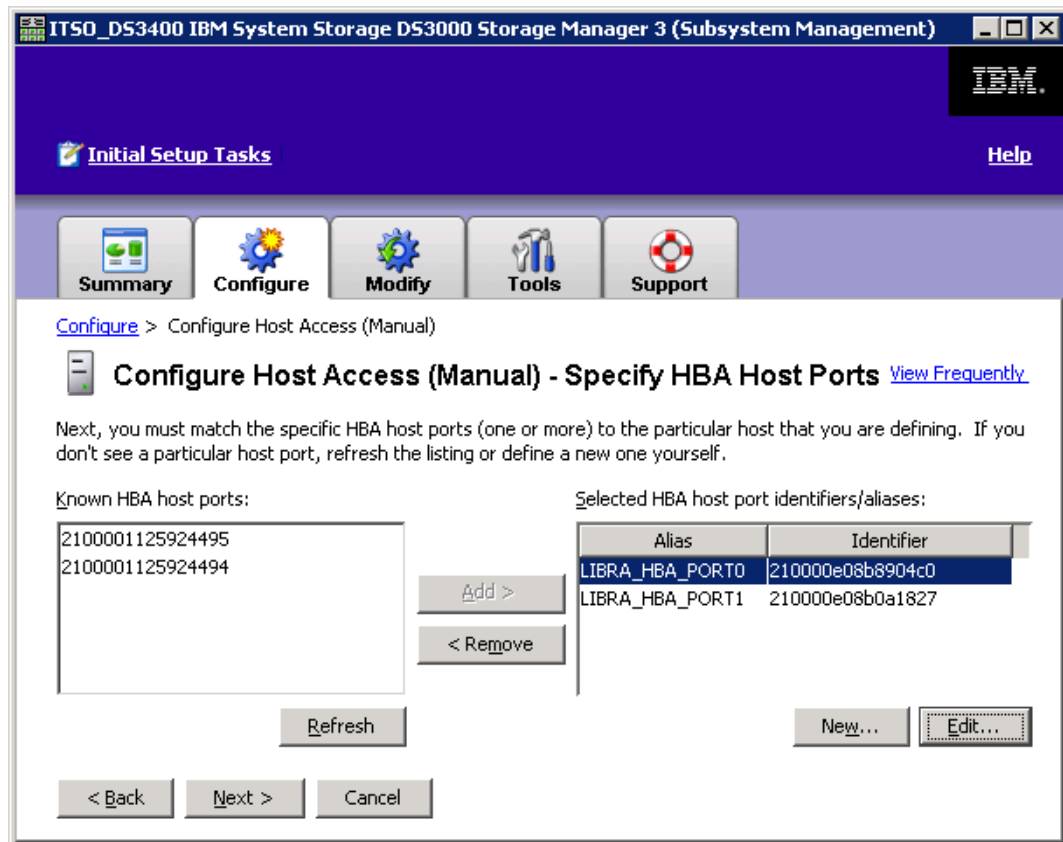 ITSO_DS3400 IBM System Storage DS3000 Storage Manager 3 (Subsystem Management)
IBM.
Initial Setup Tasks
Help
Summary
Configure
Modify
Tools
Support
Configure > Configure Host Access (Manual)
Configure Host Access (Manual) - Specify HBA Host Ports View Frequently
Next, you must match the specific HBA host ports (one or more) to the particular host that you are defining. If you
don't see a particular host port, refresh the listing or define a new one yourself.
Known HBA host ports:
2100001125924495
2100001125924494
Add >
< Remove
Refresh
Selected HBA host port identifiers/aliases:
Alias Identifier
LIBRA_HBA_PORT0 210000e08b8904c0
LIBRA_HBA_PORT1 210000e08b0a1827
New...
Edit...
< Back
Next >
Cancel